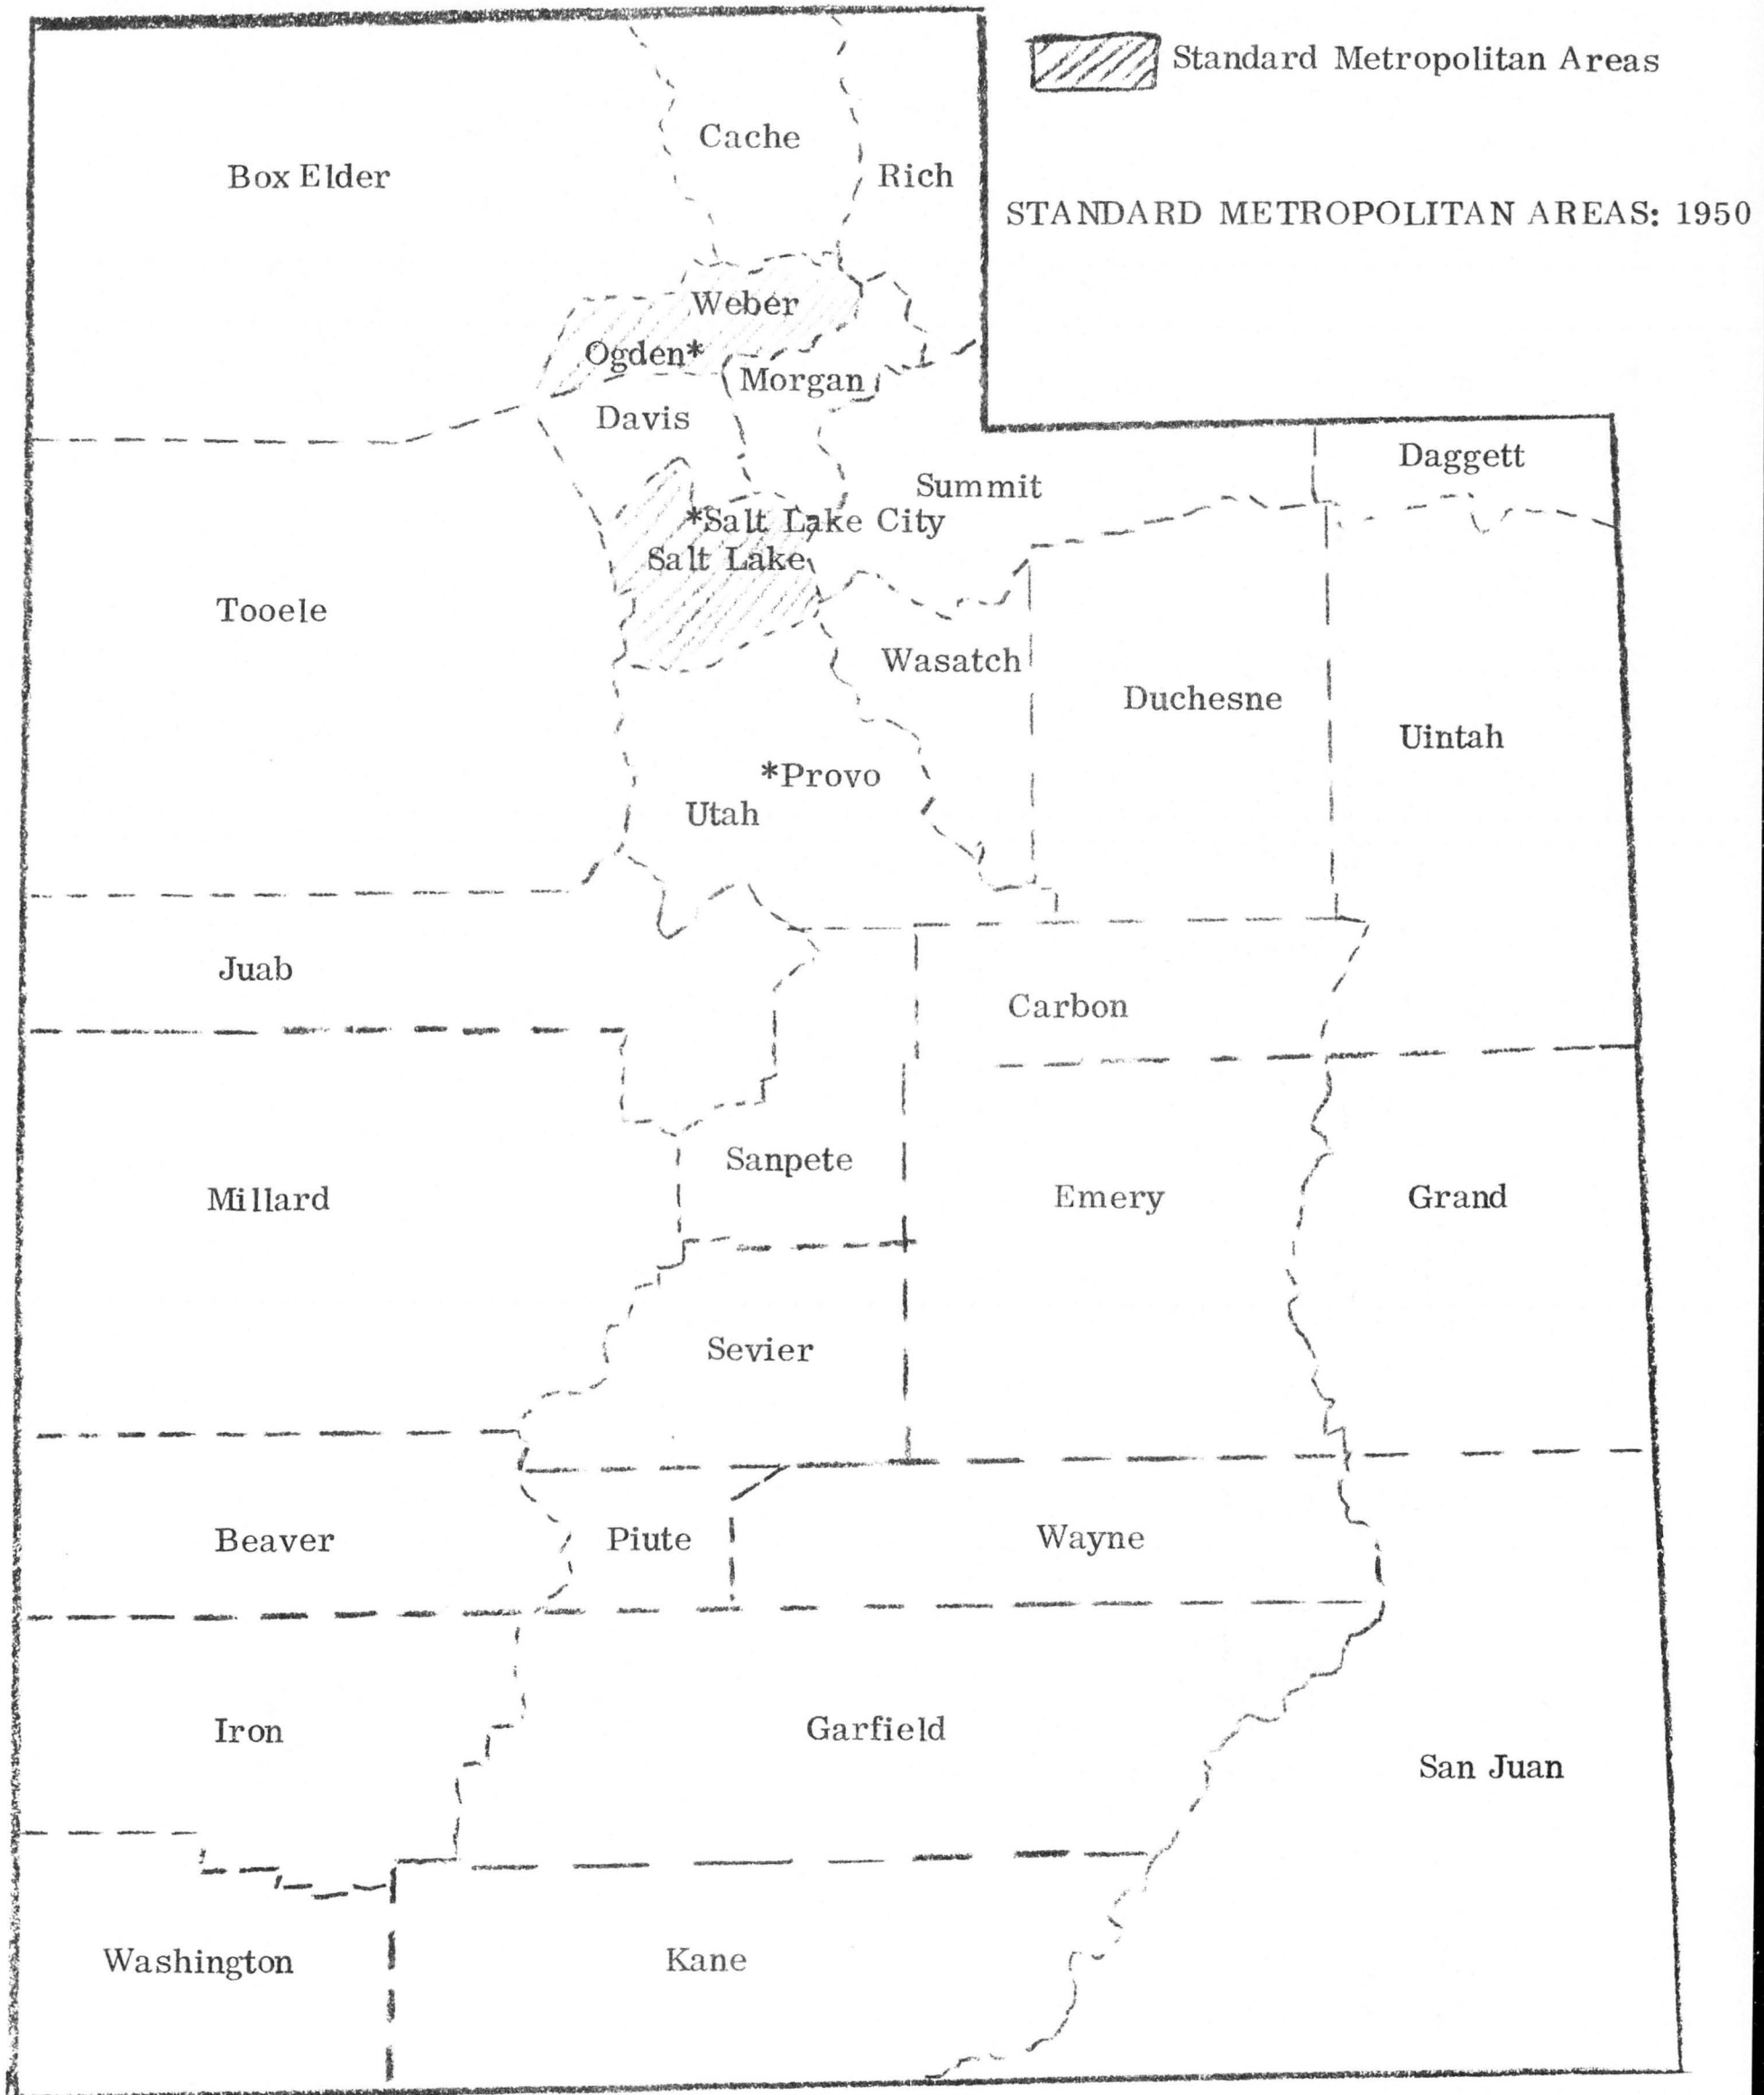 Standard Metropolitan Areas
STANDARD METROPOLITAN AREAS: 1950
Cache
Box Elder
Rich
Weber
Ogden*
Morgan
Davis
Daggett
Summit
*Salt Lake City
Salt Lake
Tooele
Wasatch
Duchesne
Uintah
*Provo
Utah
Juab
Carbon
Sanpete
Millard
Emery
Grand
Sevier
Beaver
Piute
Wayne
Iron
Garfield
San Juan
Washington
Kane